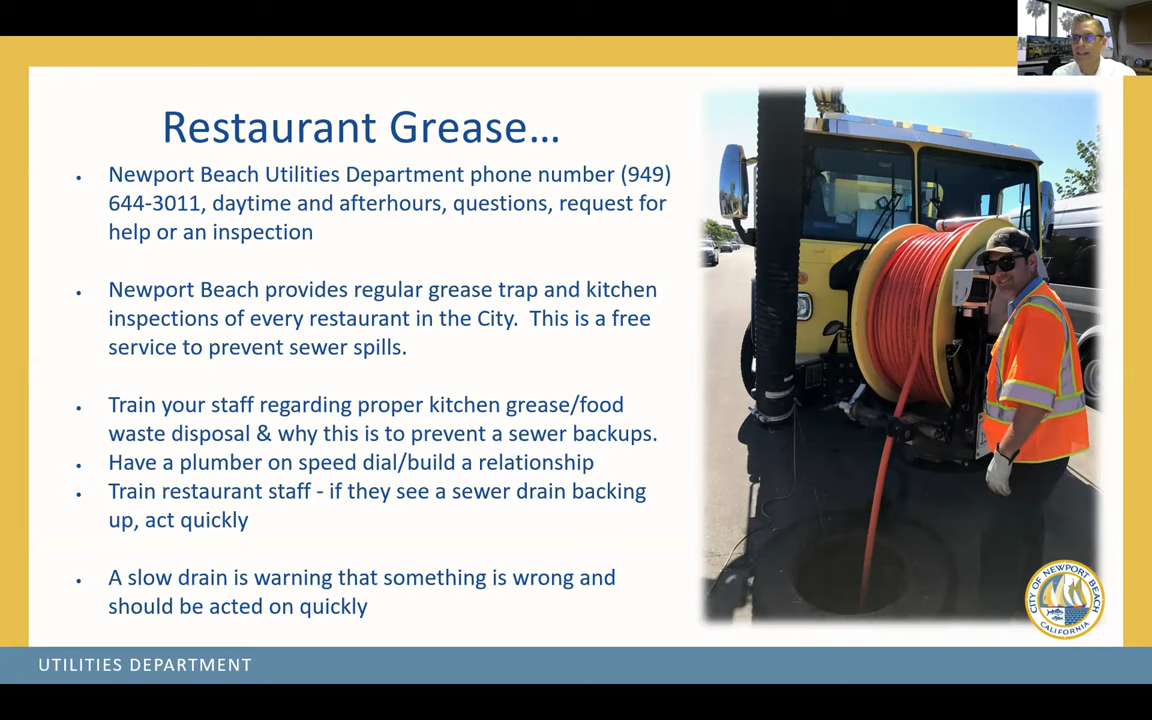 Restaurant Grease...
• Newport Beach Utilities Department phone number (949)
644-3011, daytime and afterhours, questions, request for
help or an inspection
• Newport Beach provides regular grease trap and kitchen
inspections of every restaurant in the City.  This is a free
service to prevent sewer spills.
• Train your staff regarding proper kitchen grease/food
waste disposal & why this is to prevent a sewer backups.
• Have a plumber on speed dial/build a relationship
• Train restaurant staff - if they see a sewer drain backing
up, act quickly
• A slow drain is warning that something is wrong and
should be acted on quickly
CITY OF NEWPORT BEACH
CALIFORNIA
UTILITIES DEPARTMENT